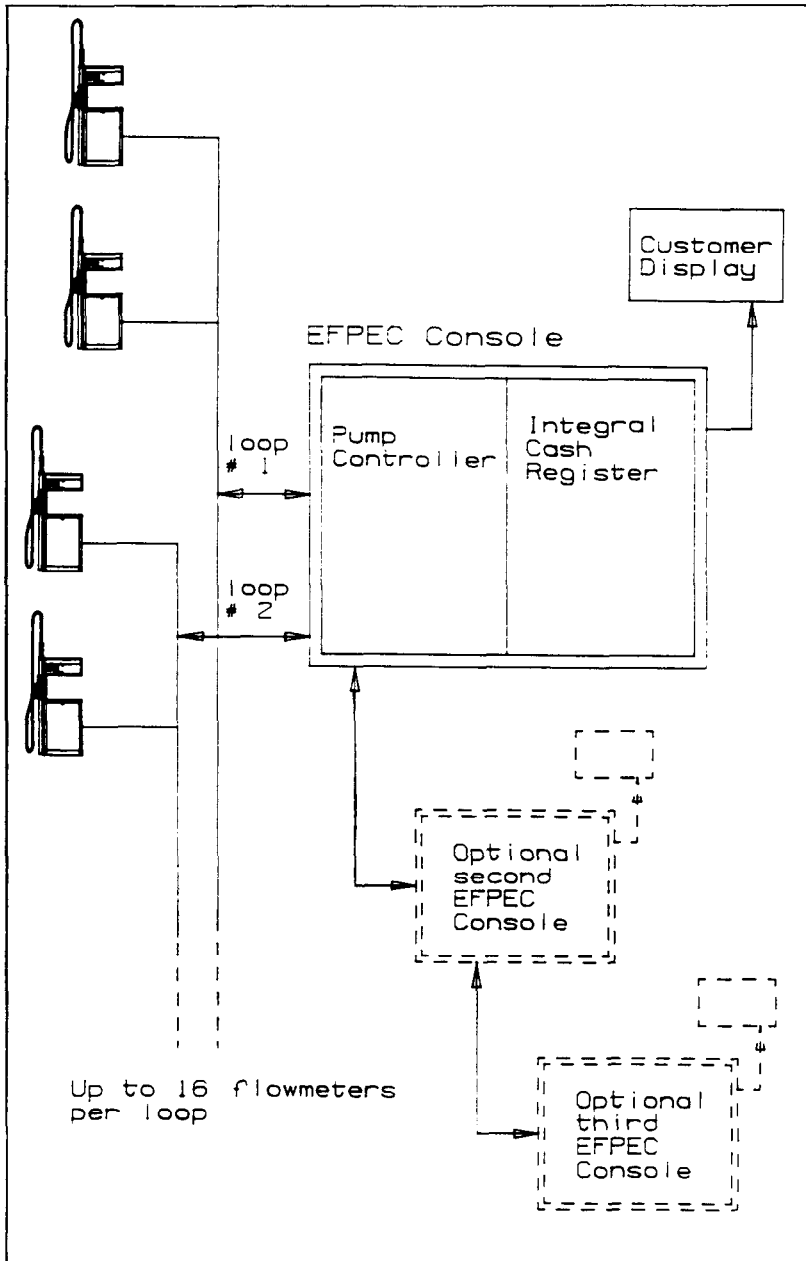 Customer
Display
EFPEC Console
loop
# 1
Pump
Controller
Integral
Cash
Register
loop
# 2
Optional
second
EFPEC
Console
Up to 16 flowmeters
per loop
Optional
third
EFPEC
Console